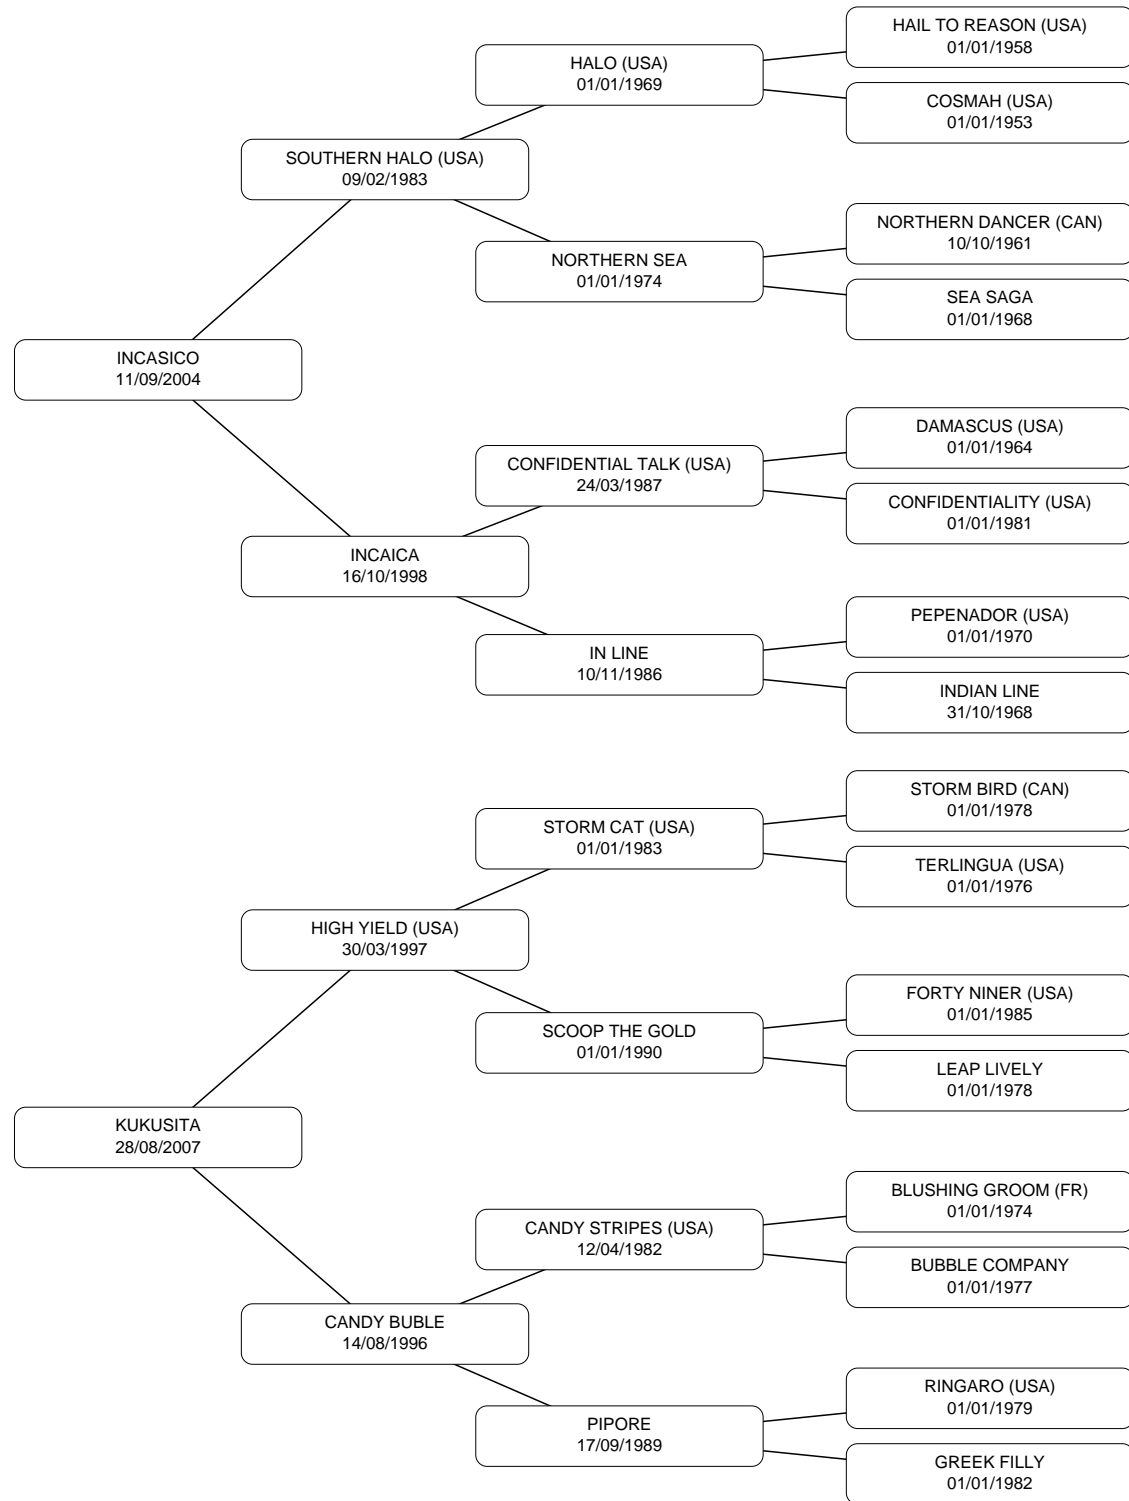 HAIL TO REASON (USA)
01/01/1958
HALO (USA)
01/01/1969
COSMAH (USA)
01/01/1953
SOUTHERN HALO (USA)
09/02/1983
NORTHERN DANCER (CAN)
10/10/1961
NORTHERN SEA
01/01/1974
SEA SAGA
01/01/1968
INCASICO
11/09/2004
DAMASCUS (USA)
01/01/1964
CONFIDENTIAL TALK (USA)
24/03/1987
CONFIDENTIALITY (USA)
01/01/1981
INCAICA
16/10/1998
PEPENADOR (USA)
01/01/1970
IN LINE
10/11/1986
INDIAN LINE
31/10/1968
STORM BIRD (CAN)
01/01/1978
STORM CAT (USA)
01/01/1983
TERLINGUA (USA)
01/01/1976
HIGH YIELD (USA)
30/03/1997
FORTY NINER (USA)
01/01/1985
SCOOP THE GOLD
01/01/1990
LEAP LIVELY
01/01/1978
KUKUSITA
28/08/2007
BLUSHING GROOM (FR)
01/01/1974
CANDY STRIPES (USA)
12/04/1982
BUBBLE COMPANY
01/01/1977
CANDY BUBLE
14/08/1996
RINGARO (USA)
01/01/1979
PIPORE
17/09/1989
GREEK FILLY
01/01/1982